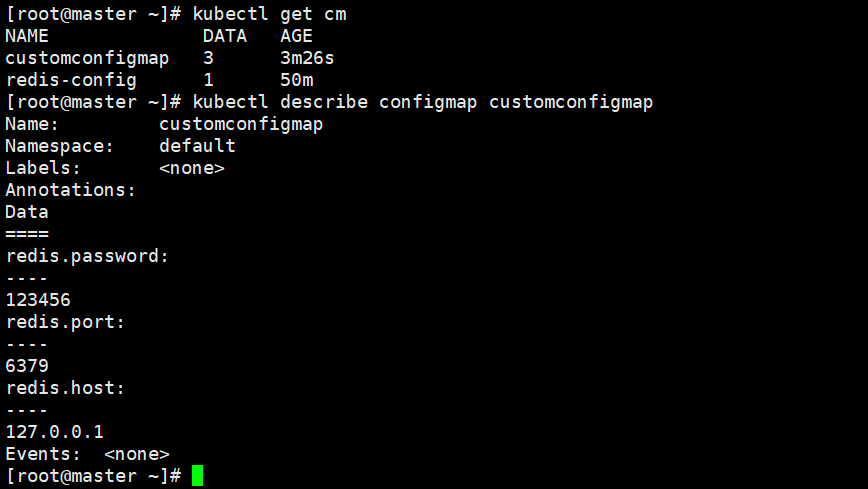 [root@master ~]# kubectl get cm
NAME              DATA   AGE
customconfigmap   3      3m26s
redis-config      1      50m
[root@master ~]# kubectl describe configmap customconfigmap
Name:         customconfigmap
Namespace:    default
Labels:       <none>
Annotations:
Data
====
redis.password:
----
123456
redis.port:
----
6379
redis.host:
----
127.0.0.1
Events:  <none>
[root@master ~]#